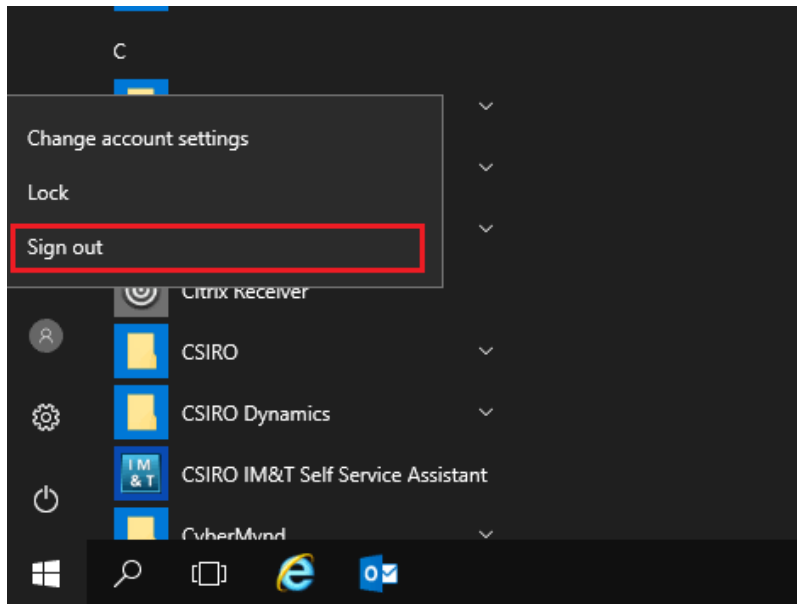 C
Change account settings
Lock
Sign out
Citrix Receiver
CSIRO
CSIRO Dynamics
IM
& T
CSIRO IM&T Self Service Assistant
CyberMynd